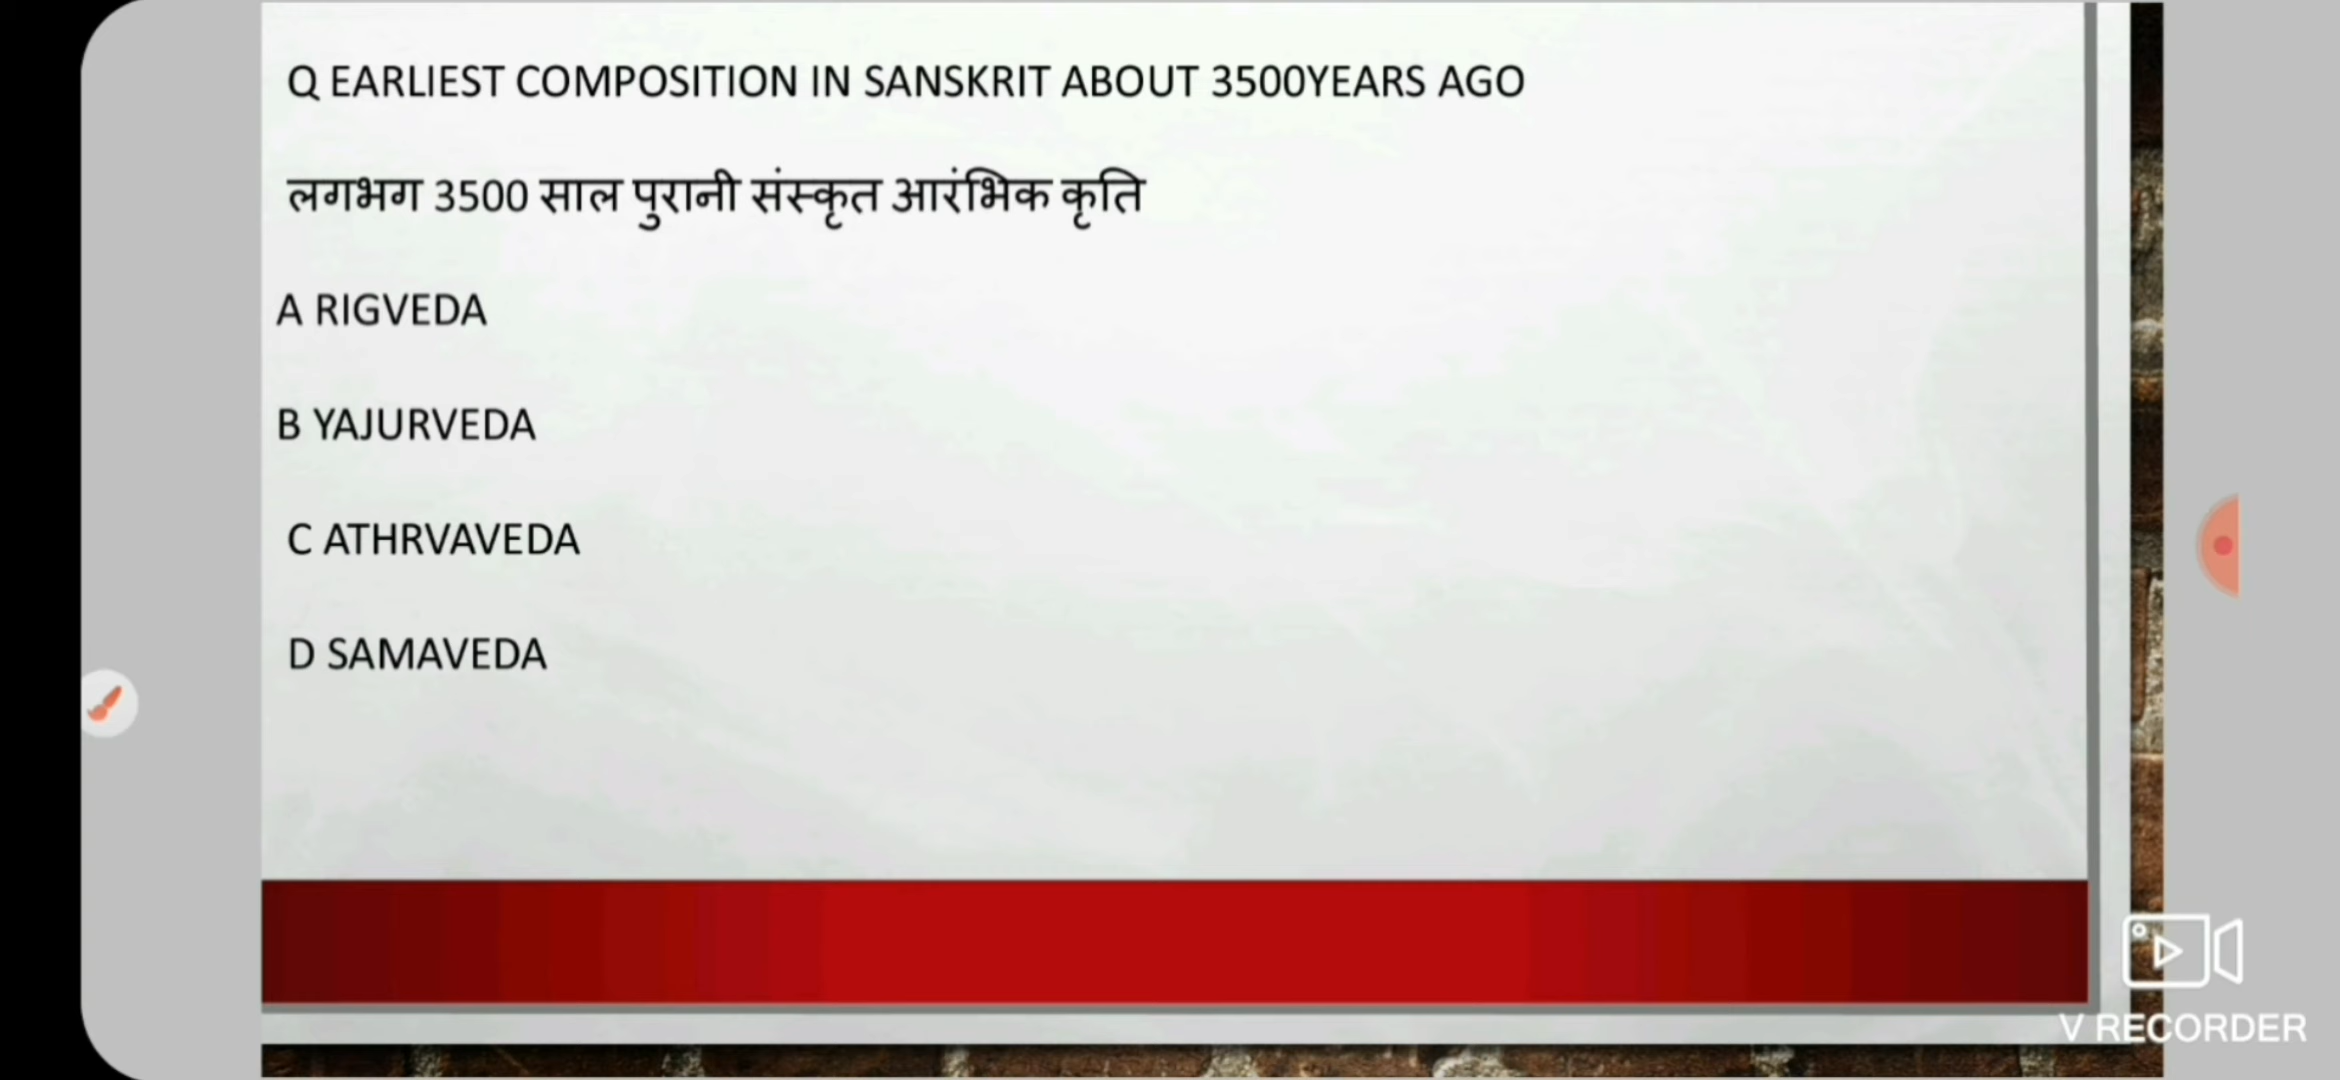 Q EARLIEST COMPOSITION IN SANSKRIT ABOUT 3500YEARS AGO
लगभग 3500 साल पुरानी संस्कृत आरंभिक कृति
A RIGVEDA
B YAJURVEDA
C ATHRVAVEDA
D SAMAVEDA
V RECORDER